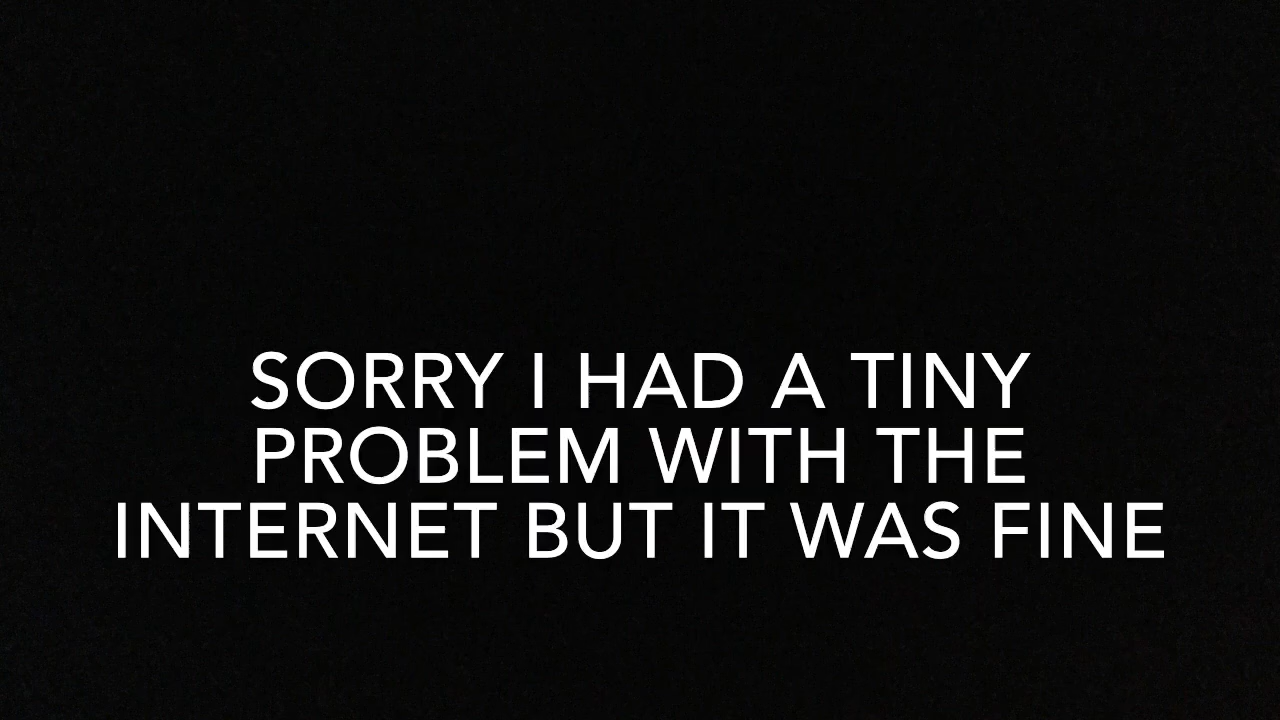 SORRY I HAD A TINY
PROBLEM WITH THE
INTERNET BUT IT WAS FINE